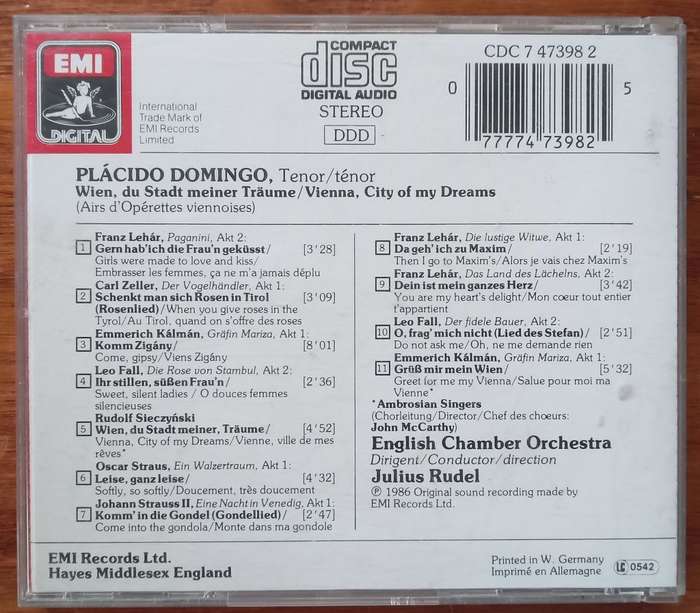 EMI
DIGITAL
International
Trade Mark of
EMI Records
Limited
COMPACT
disc
DIGITAL AUDIO
STEREO
DDD
CDC 7 47398 2
0 77774 73982 5
PLÁCIDO DOMINGO, Tenor/ténor
Wien, du Stadt meiner Träume/Vienna, City of my Dreams
(Airs d'Opérettes viennoises)
Franz Lehár, Paganini, Akt 2:
1 Gern hab' ich die Frau'n geküsst/ [3'28]
Girls were made to love and kiss/
Embrasser les femmes, ça ne m'a jamais déplu
Carl Zeller, Der Vogelhändler, Akt 1:
2 Schenkt man sich Rosen in Tirol [3'09]
(Rosenlied)/When you give roses in the
Tyrol/Au Tirol, quand on s'offre des roses
Emmerich Kálmán, Gräfin Mariza, Akt 1:
3 Komm Zigány/ [8'01]
Come, gipsy/Viens Zigány
Leo Fall, Die Rose von Stambul, Akt 2:
4 Ihr stillen, süßen Frau'n/ [2'36]
Sweet, silent ladies / O douces femmes
silencieuses
Rudolf Sieczyński
5 Wien, du Stadt meiner, Träume/ [4'52]
Vienna, City of my Dreams/Vienne, ville de mes
rêves*
Oscar Straus, Ein Walzertraum, Akt 1:
6 Leise, ganz leise/ [4'32]
Softly, so softly/Doucement, très doucement
Johann Strauss II, Eine Nacht in Venedig, Akt 1:
7 Komm' in die Gondel (Gondellied)/ [2'47]
Come into the gondola/Monte dans ma gondole
Franz Lehár, Die lustige Witwe, Akt 1:
8 Da geh' ich zu Maxim/ [2'19]
Then I go to Maxim's/Alors je vais chez Maxim's
Franz Lehár, Das Land des Lächelns, Akt 2:
9 Dein ist mein ganzes Herz/ [3'42]
You are my heart's delight/Mon cœur tout entier
t'appartient
Leo Fall, Der fidele Bauer, Akt 2:
10 O, frag' mich nicht (Lied des Stefan)/ [2'51]
Do not ask me/Oh, ne me demande rien
Emmerich Kálmán, Gräfin Mariza, Akt 1:
11 Grüß mir mein Wien/ [5'32]
Greet for me my Vienna/Salue pour moi ma
Vienne*
*Ambrosian Singers
(Chorleitung/Director/Chef des chœurs:
John McCarthy)
English Chamber Orchestra
Dirigent/Conductor/direction
Julius Rudel
℗ 1986 Original sound recording made by
EMI Records Ltd.
EMI Records Ltd.
Hayes Middlesex England
Printed in W. Germany
Imprimé en Allemagne
LC 0542